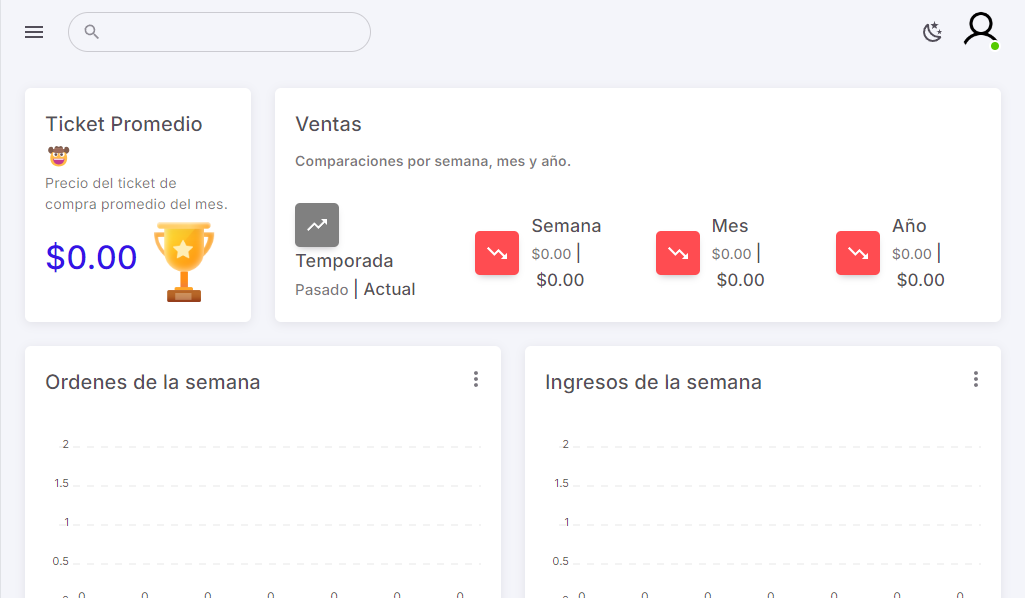 Ticket Promedio
Precio del ticket de
compra promedio del mes.
$0.00
Ventas
Comparaciones por semana, mes y año.
Temporada
Pasado | Actual
Semana
$0.00 |
$0.00
Mes
$0.00 |
$0.00
Año
$0.00 |
$0.00
Ordenes de la semana
2
1.5
1
0.5
0 0 0 0 0 0 0 0
Ingresos de la semana
2
1.5
1
0.5
0 0 0 0 0 0 0 0